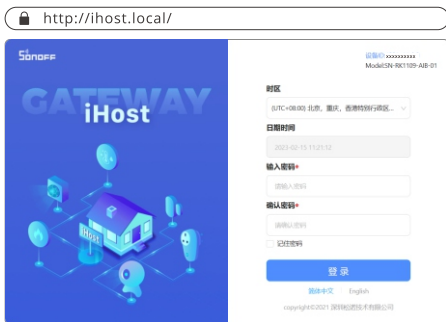 http://ihost.local/
SONOFF
设备ID xxxxxxxxxx
Model:SN-RK1109-AIB-01
GATEWAY
iHost
时区
(UTC+08:00) 北京，重庆，香港特别行政区...
日期时间
2023-02-15 11:21:12
输入密码*
请输入密码
确认密码*
请确认密码
记住密码
iHost
登 录
简体中文 English
copyright©2021 深圳松诺技术有限公司